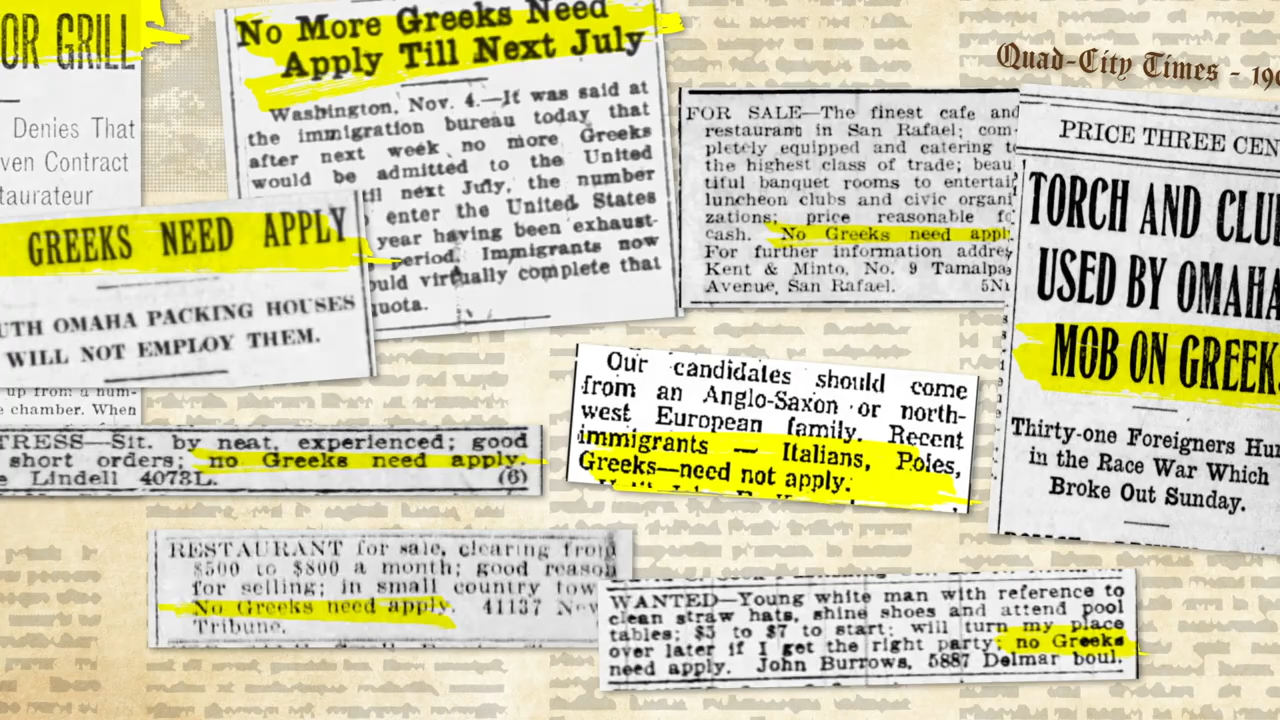 OR GRILL
Denies That
ven Contract
taurateur
No More Greeks Need
Apply Till Next July
Washington, Nov. 4.—It was said at
the immigration bureau today that
after next week no more Greeks
would be admitted to the United
til next July, the number
enter the United States
year having been exhaust-
period. Immigrants now
ould virtually complete that
quota.
GREEKS NEED APPLY
UTH OMAHA PACKING HOUSES
WILL NOT EMPLOY THEM.
up from a num-
e chamber. When
FOR SALE—The finest cafe and
restaurant in San Rafael; com-
pletely equipped and catering t
the highest class of trade; beau
tiful banquet rooms to entertai
luncheon clubs and civic organi
zations; price reasonable fo
cash. No Greeks need appl
For further information addre
Kent & Minto, No. 9 Tamalpa
Avenue, San Rafael. 5N
Quad-City Times - 190
PRICE THREE CEN
TORCH AND CLU
USED BY OMAHA
MOB ON GREEK
Thirty-one Foreigners Hur
in the Race War Which
Broke Out Sunday.
TRESS—Sit. by neat, experienced; good
short orders; no Greeks need apply.
e Lindell 4073L. (6)
Our candidates should come
from an Anglo-Saxon or north-
west European family. Recent
immigrants — Italians, Poles,
Greeks—need not apply.
RESTAURANT for sale, clearing from
$500 to $800 a month; good reason
for selling; in small country tow
No Greeks need apply. 41137 New
Tribune.
WANTED—Young white man with reference to
clean straw hats, shine shoes and attend pool
tables; $5 to $7 to start; will turn my place
over later if I get the right party; no Greeks
need apply. John Burrows, 5887 Delmar boul.